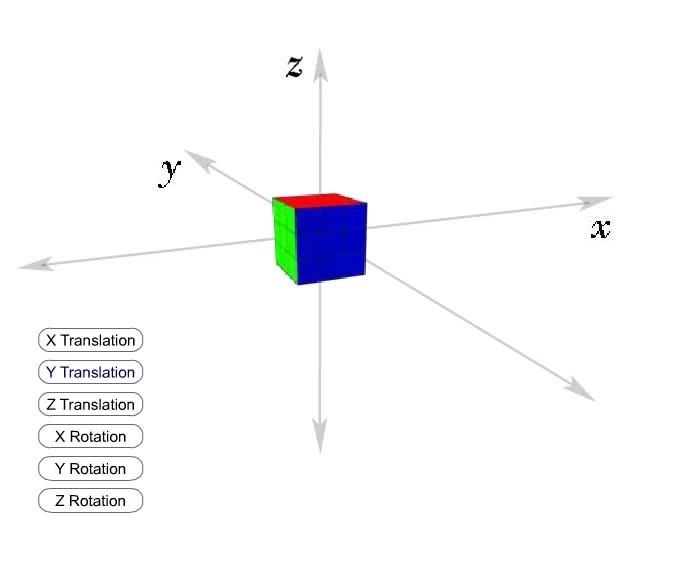 z
y
x
X Translation
Y Translation
Z Translation
X Rotation
Y Rotation
Z Rotation